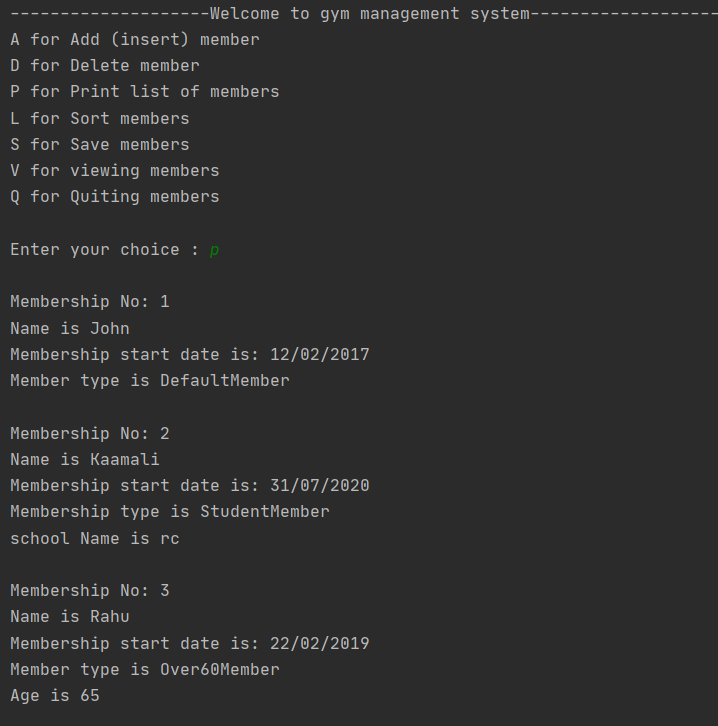 --------------------Welcome to gym management system-------------------
A for Add (insert) member
D for Delete member
P for Print list of members
L for Sort members
S for Save members
V for viewing members
Q for Quiting members
Enter your choice : p
Membership No: 1
Name is John
Membership start date is: 12/02/2017
Member type is DefaultMember
Membership No: 2
Name is Kaamali
Membership start date is: 31/07/2020
Membership type is StudentMember
school Name is rc
Membership No: 3
Name is Rahu
Membership start date is: 22/02/2019
Member type is Over60Member
Age is 65